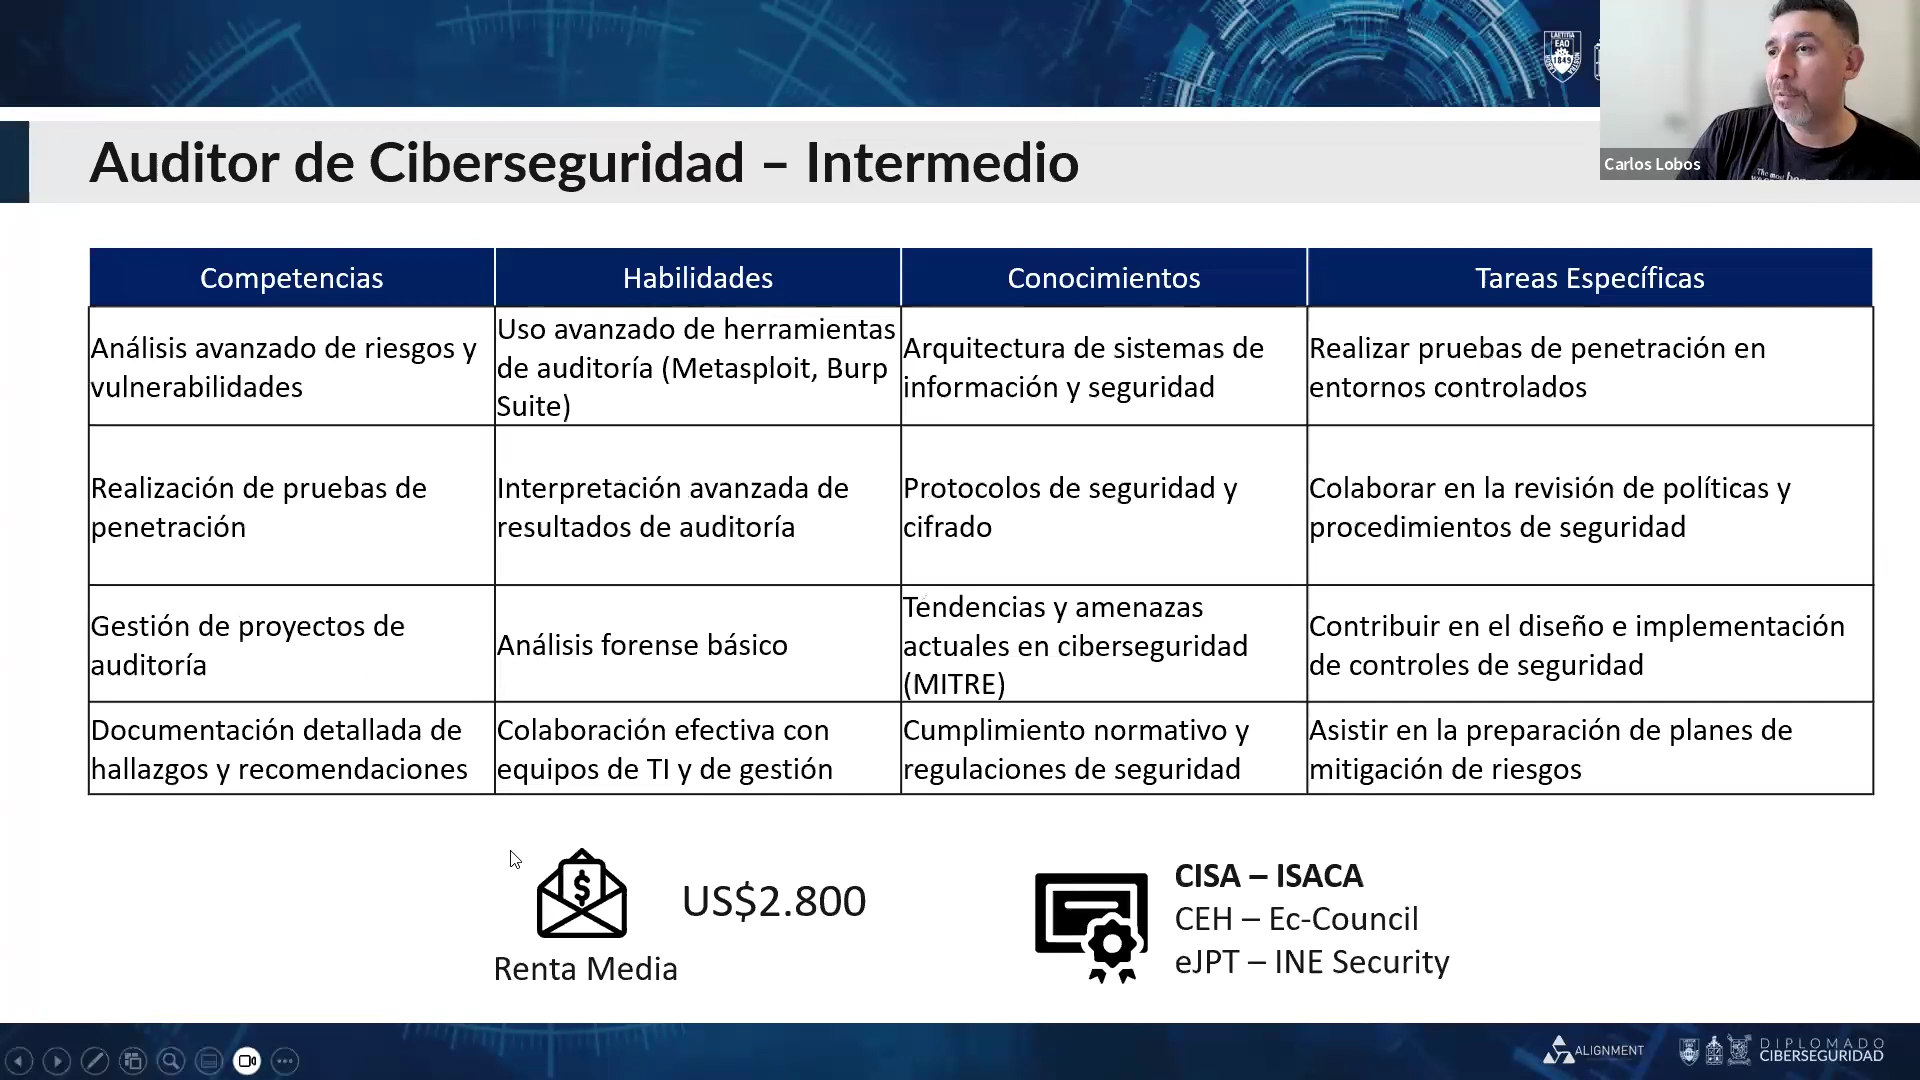 LAETITIA
EAO
1849
Carlos Lobos
Auditor de Ciberseguridad – Intermedio
Competencias
Habilidades
Conocimientos
Tareas Específicas
Análisis avanzado de riesgos y
vulnerabilidades
Uso avanzado de herramientas
de auditoría (Metasploit, Burp
Suite)
Arquitectura de sistemas de
información y seguridad
Realizar pruebas de penetración en
entornos controlados
Realización de pruebas de
penetración
Interpretación avanzada de
resultados de auditoría
Protocolos de seguridad y
cifrado
Colaborar en la revisión de políticas y
procedimientos de seguridad
Gestión de proyectos de
auditoría
Análisis forense básico
Tendencias y amenazas
actuales en ciberseguridad
(MITRE)
Contribuir en el diseño e implementación
de controles de seguridad
Documentación detallada de
hallazgos y recomendaciones
Colaboración efectiva con
equipos de TI y de gestión
Cumplimiento normativo y
regulaciones de seguridad
Asistir en la preparación de planes de
mitigación de riesgos
US$2.800
Renta Media
CISA – ISACA
CEH – Ec-Council
eJPT – INE Security
ALIGNMENT
DIPLOMADO
CIBERSEGURIDAD